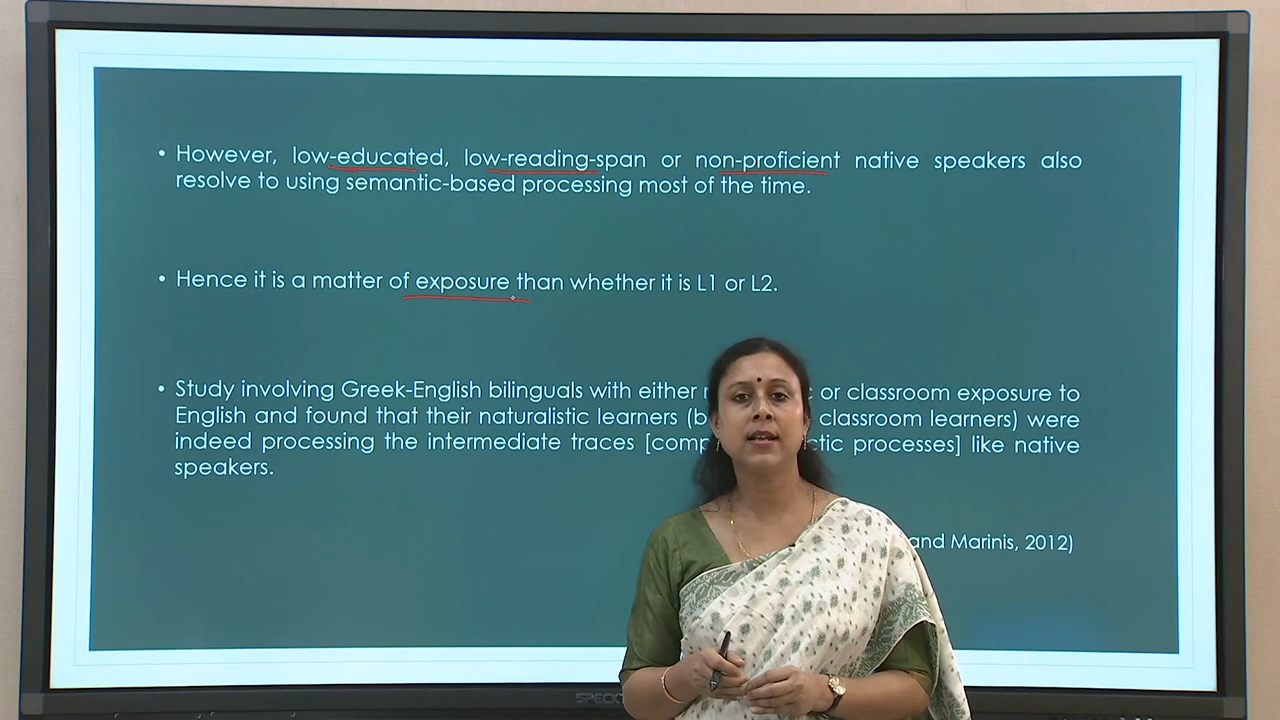 • However, low-educated, low-reading-span or non-proficient native speakers also
resolve to using semantic-based processing most of the time.
• Hence it is a matter of exposure than whether it is L1 or L2.
• Study involving Greek-English bilinguals with either or classroom exposure to
English and found that their naturalistic learners ( classroom learners) were
indeed processing the intermediate traces [ processes] like native
speakers.
and Marinis, 2012)